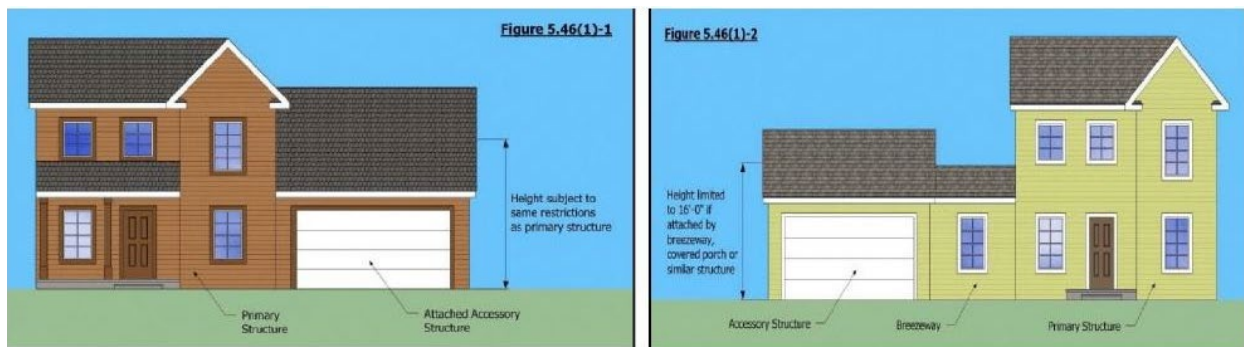 Figure 5.46(1)-1
Height subject to
same restrictions
as primary structure
Primary
Structure
Attached Accessory
Structure
Figure 5.46(1)-2
Height limited
to 16'-0" if
attached by
breezeway,
covered porch or
similar structure
Accessory Structure
Breezeway
Primary Structure